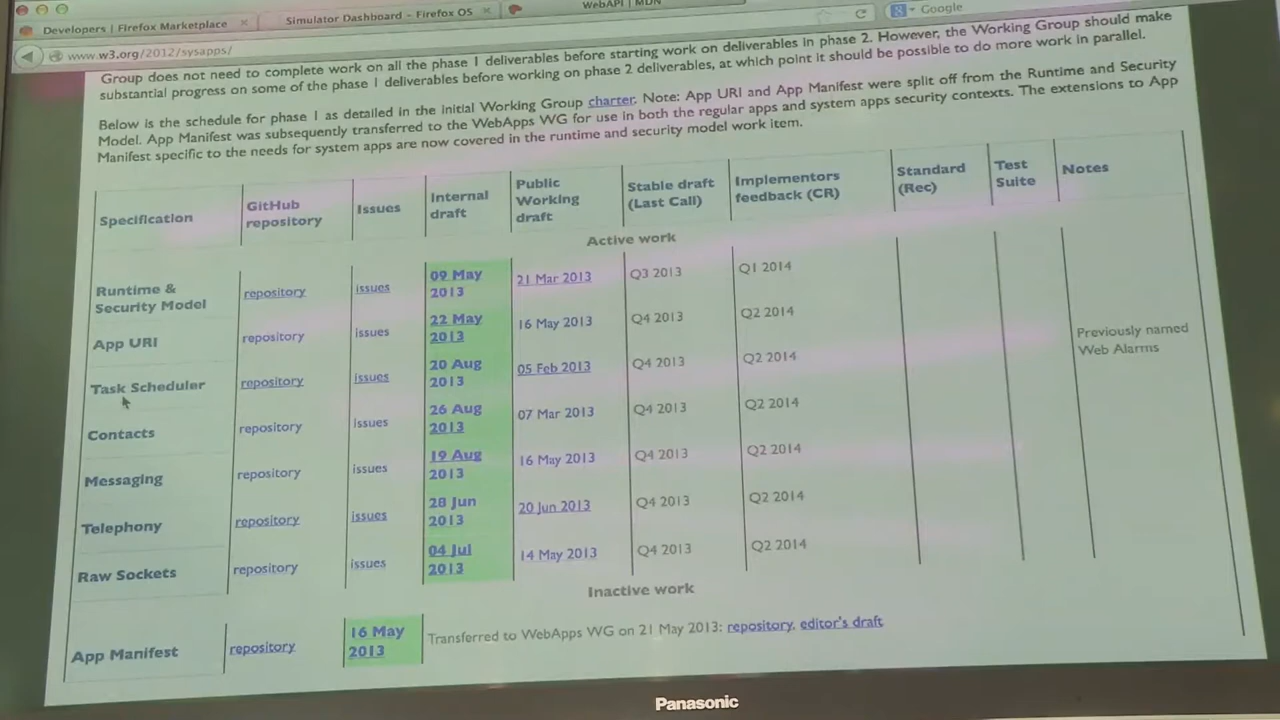 Developers | Firefox Marketplace
Simulator Dashboard - Firefox OS
WebAPI | MDN
www.w3.org/2012/sysapps/
Google
Group does not need to complete work on all the phase 1 deliverables before starting work on deliverables in phase 2. However, the Working Group should make
substantial progress on some of the phase 1 deliverables before working on phase 2 deliverables, at which point it should be possible to do more work in parallel.
Below is the schedule for phase 1 as detailed in the initial Working Group charter. Note: App URI and App Manifest were split off from the Runtime and Security
Model. App Manifest was subsequently transferred to the WebApps WG for use in both the regular apps and system apps security contexts. The extensions to App
Manifest specific to the needs for system apps are now covered in the runtime and security model work item.
Specification
GitHub
repository
Issues
Internal
draft
Public
Working
draft
Stable draft
(Last Call)
Implementors
feedback (CR)
Standard
(Rec)
Test
Suite
Notes
Active work
Runtime &
Security Model
repository
issues
09 May
2013
21 Mar 2013
Q3 2013
Q1 2014
App URI
repository
issues
22 May
2013
16 May 2013
Q4 2013
Q2 2014
Task Scheduler
repository
issues
20 Aug
2013
05 Feb 2013
Q4 2013
Q2 2014
Previously named
Web Alarms
Contacts
repository
issues
26 Aug
2013
07 Mar 2013
Q4 2013
Q2 2014
Messaging
repository
issues
19 Aug
2013
16 May 2013
Q4 2013
Q2 2014
Telephony
repository
issues
28 Jun
2013
20 Jun 2013
Q4 2013
Q2 2014
Raw Sockets
repository
issues
04 Jul
2013
14 May 2013
Q4 2013
Q2 2014
Inactive work
App Manifest
repository
16 May
2013
Transferred to WebApps WG on 21 May 2013: repository, editor's draft
Panasonic